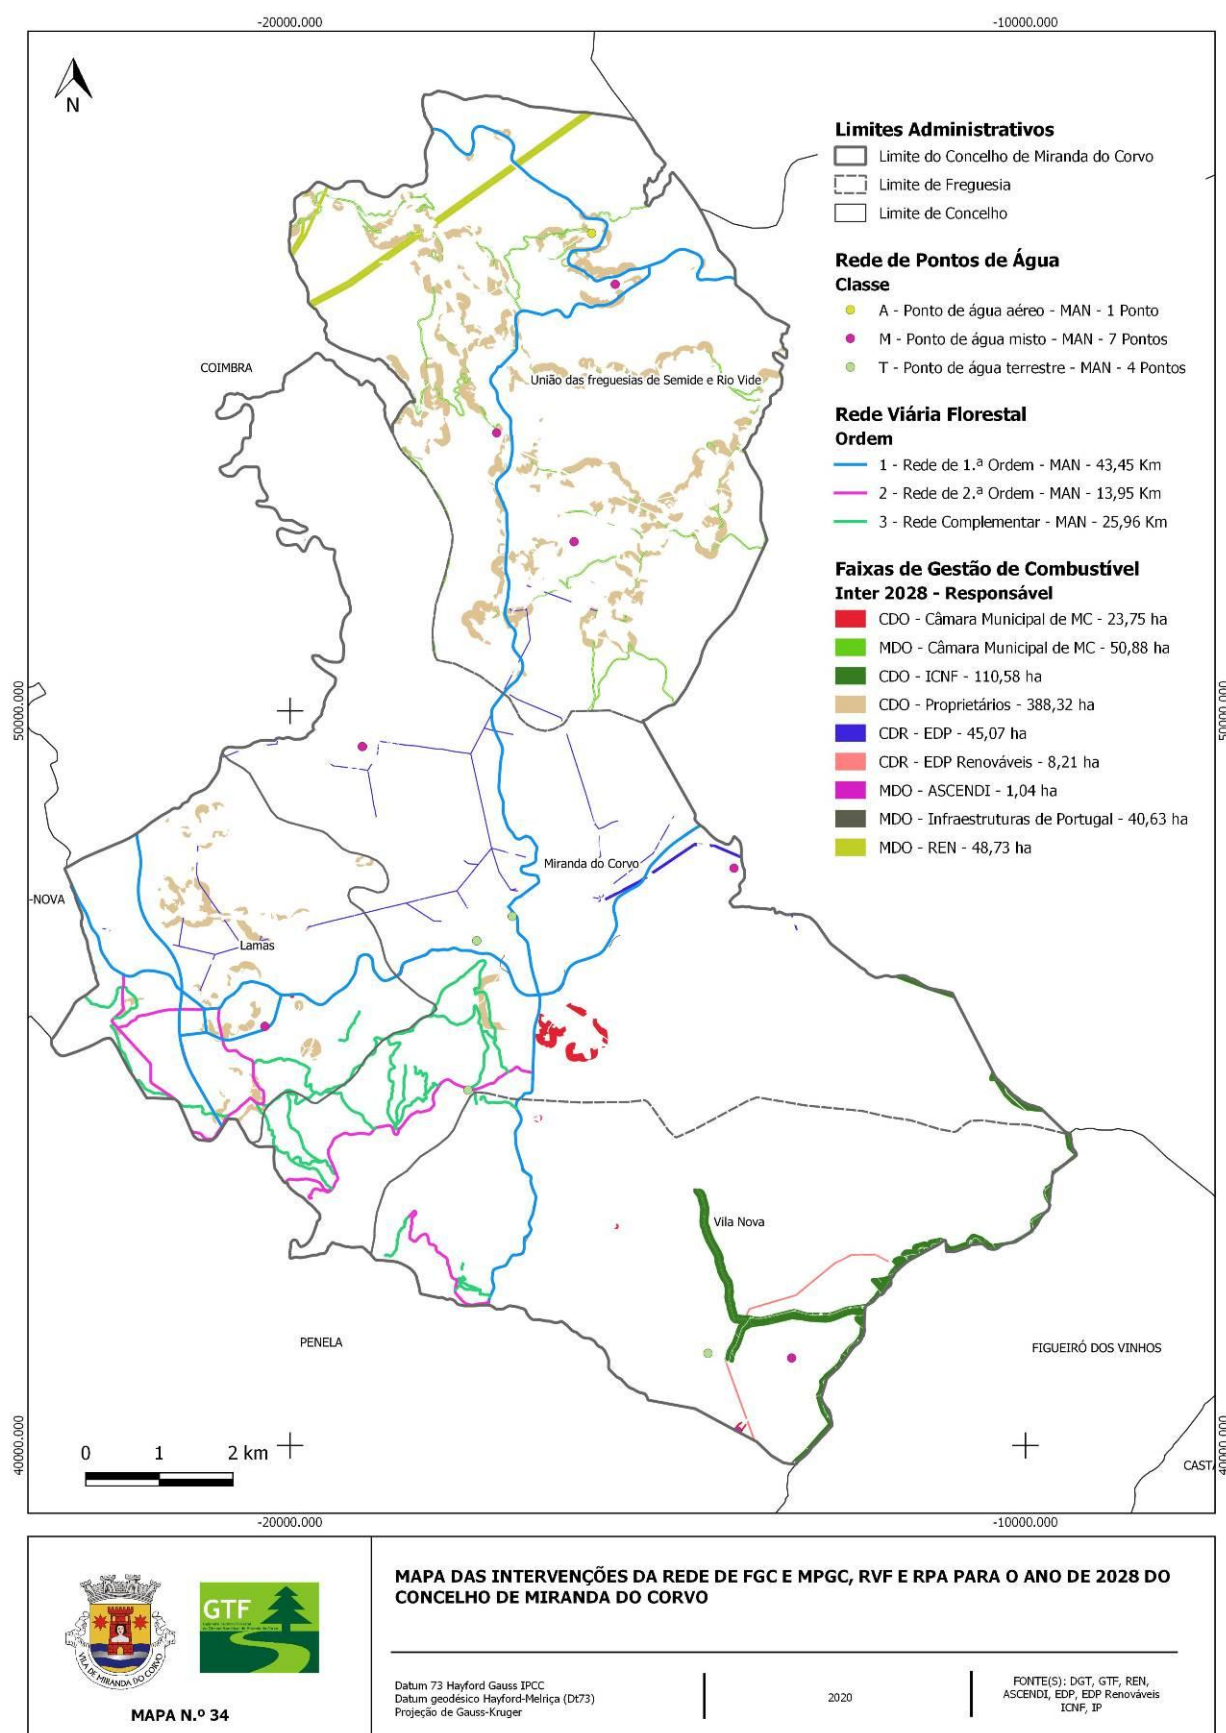 -20000.000
-10000.000
N
Limites Administrativos
Limite do Concelho de Miranda do Corvo
Limite de Freguesia
Limite de Concelho
Rede de Pontos de Água
Classe
A - Ponto de água aéreo - MAN - 1 Ponto
M - Ponto de água misto - MAN - 7 Pontos
T - Ponto de água terrestre - MAN - 4 Pontos
Rede Viária Florestal
Ordem
1 - Rede de 1.ª Ordem - MAN - 43,45 Km
2 - Rede de 2.ª Ordem - MAN - 13,95 Km
3 - Rede Complementar - MAN - 25,96 Km
Faixas de Gestão de Combustível
Inter 2028 - Responsável
CDO - Câmara Municipal de MC - 23,75 ha
MDO - Câmara Municipal de MC - 50,88 ha
CDO - ICNF - 110,58 ha
CDO - Proprietários - 388,32 ha
CDR - EDP - 45,07 ha
CDR - EDP Renováveis - 8,21 ha
MDO - ASCENDI - 1,04 ha
MDO - Infraestruturas de Portugal - 40,63 ha
MDO - REN - 48,73 ha
COIMBRA
União das freguesias de Semide e Rio Vide
50000.000
50000.000
Miranda do Corvo
-NOVA
Lamas
Vila Nova
PENELA
FIGUEIRÓ DOS VINHOS
40000.000
40000.000
CASTA
0 1 2 km
-20000.000
-10000.000
MAPA DAS INTERVENÇÕES DA REDE DE FGC E MPGC, RVF E RPA PARA O ANO DE 2028 DO
CONCELHO DE MIRANDA DO CORVO
GTF
VILA DE MIRANDA DO CORVO
MAPA N.º 34
Datum 73 Hayford Gauss IPCC
Datum geodésico Hayford-Melriça (Dt73)
Projeção de Gauss-Kruger
2020
FONTE(S): DGT, GTF, REN,
ASCENDI, EDP, EDP Renováveis
ICNF, IP